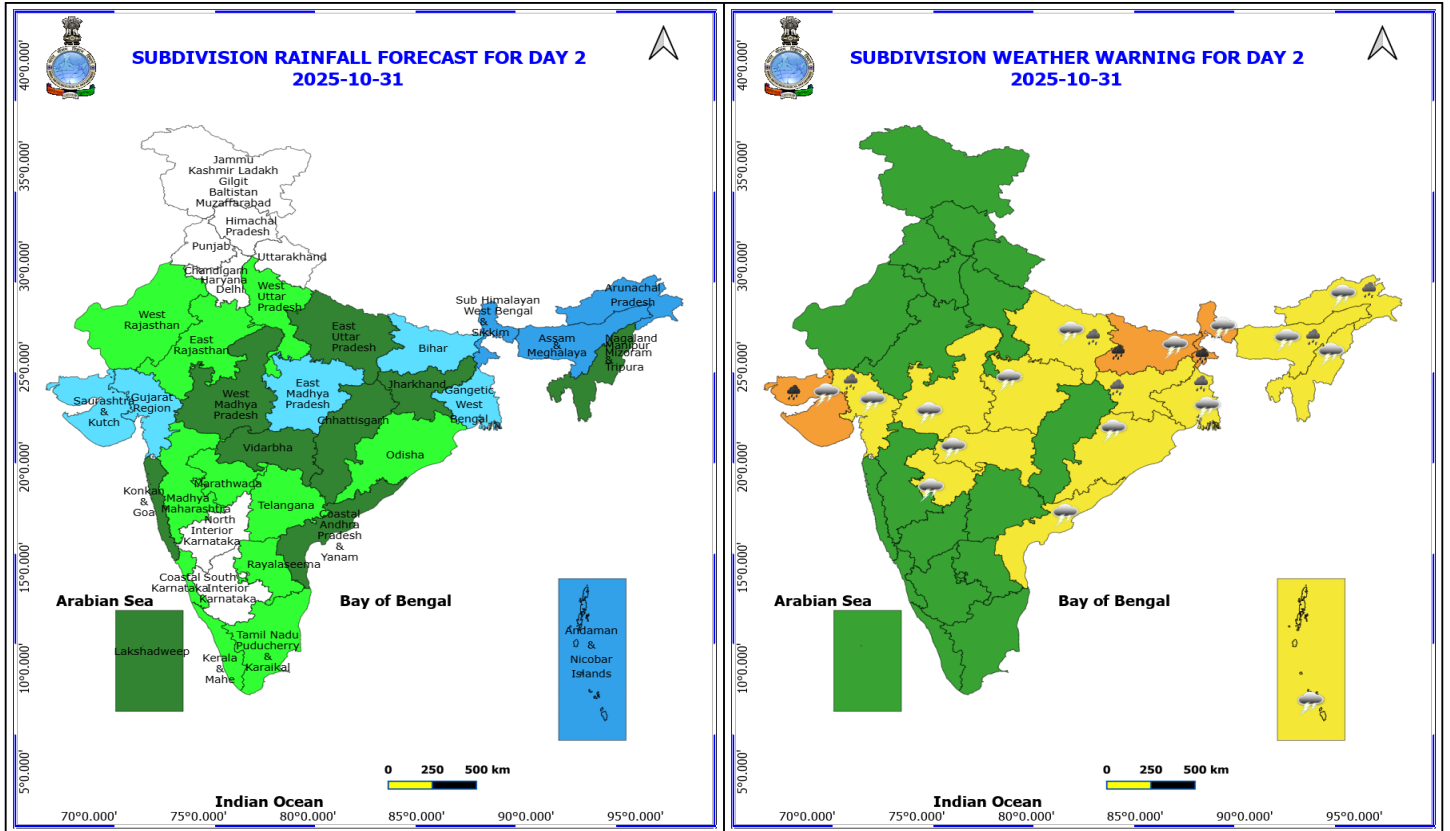 SUBDIVISION RAINFALL FORECAST FOR DAY 2
2025-10-31
40°0.000'
35°0.000'
30°0.000'
25°0.000'
20°0.000'
15°0.000'
10°0.000'
5°0.000'
Jammu
Kashmir Ladakh
Gilgit
Baltistan
Muzaffarabad
Himachal
Pradesh
Punjab
Uttarakhand
Chandigarh
Haryana
Delhi
West
Uttar
Pradesh
West
Rajasthan
East
Rajasthan
East
Uttar
Pradesh
Sub Himalayan
West Bengal
&
Sikkim
Arunachal
Pradesh
Assam
&
Meghalaya
Nagaland
Manipur
Mizoram
&
Tripura
Bihar
Jharkhand
Gangetic
West
Bengal
Saurashtra
&
Kutch
Gujarat
Region
West
Madhya
Pradesh
East
Madhya
Pradesh
Chhattisgarh
Vidarbha
Odisha
Konkan
&
Goa
Madhya
Maharashtra
Marathwada
Telangana
North
Interior
Karnataka
Coastal
Andhra
Pradesh
&
Yanam
Rayalaseema
Coastal
Karnataka
South
Interior
Karnataka
Arabian Sea
Bay of Bengal
Lakshadweep
Kerala
&
Mahe
Tamil Nadu
Puducherry
&
Karaikal
Andaman
&
Nicobar
Islands
0 250 500 km
Indian Ocean
70°0.000' 75°0.000' 80°0.000' 85°0.000' 90°0.000' 95°0.000'
SUBDIVISION WEATHER WARNING FOR DAY 2
2025-10-31
40°0.000'
35°0.000'
30°0.000'
25°0.000'
20°0.000'
15°0.000'
10°0.000'
5°0.000'
Arabian Sea
Bay of Bengal
0 250 500 km
Indian Ocean
70°0.000' 75°0.000' 80°0.000' 85°0.000' 90°0.000' 95°0.000'